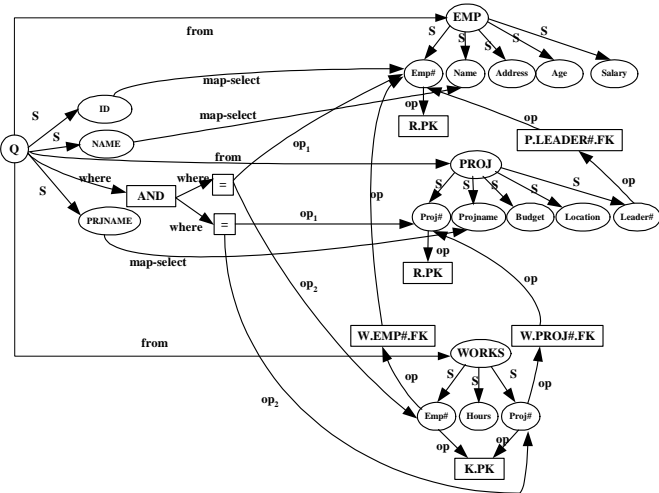 EMP
from
S S S S S
Emp# Name Address Age Salary
map-select
ID
op
R.PK
map-select
op
S
S
NAME
op1
P.LEADER#.FK
Q
from
PROJ
where
where
=
S
AND
op
S S S S S
op
PRJNAME
where
=
op1
Proj# Projname Budget Location Leader#
map-select
op
R.PK
op
op2
W.EMP#.FK
W.PROJ#.FK
from
WORKS
op
S S S
op
op2
Emp# Hours Proj#
op
op
K.PK